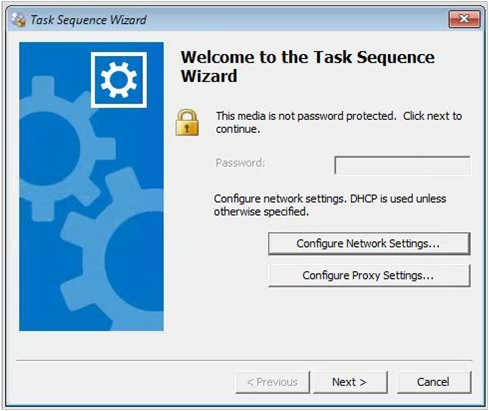 Task Sequence Wizard
Welcome to the Task Sequence
Wizard
This media is not password protected.  Click next to
continue.
Password:
Configure network settings. DHCP is used unless
otherwise specified.
Configure Network Settings...
Configure Proxy Settings...
< Previous
Next >
Cancel